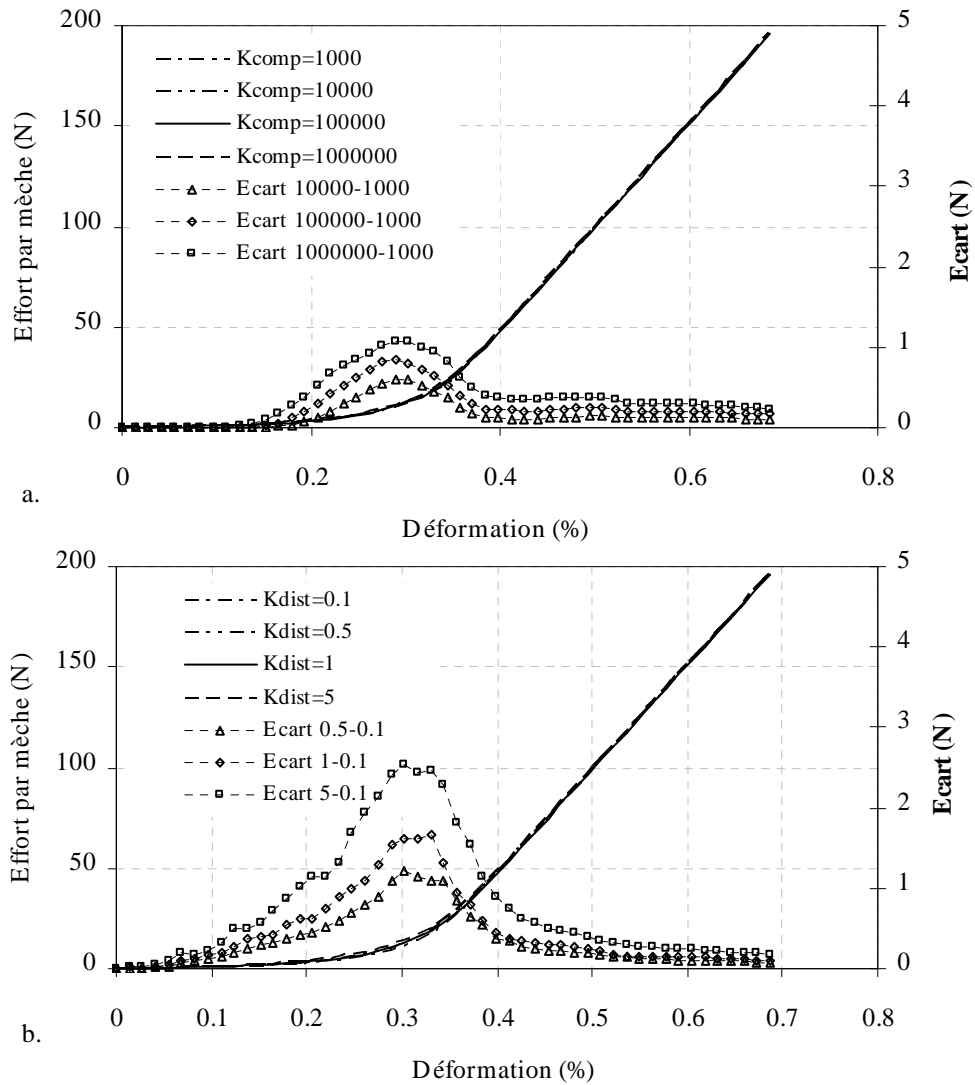 200
150
100
50
0
Effort par mèche (N)
5
4
3
2
1
0
Ecart (N)
Kcomp=1000
Kcomp=10000
Kcomp=100000
Kcomp=1000000
Ecart 10000-1000
Ecart 100000-1000
Ecart 1000000-1000
0 0.2 0.4 0.6 0.8
a.
Déformation (%)
200
150
100
50
0
Effort par mèche (N)
5
4
3
2
1
0
Ecart (N)
Kdist=0.1
Kdist=0.5
Kdist=1
Kdist=5
Ecart 0.5-0.1
Ecart 1-0.1
Ecart 5-0.1
0 0.1 0.2 0.3 0.4 0.5 0.6 0.7 0.8
b.
Déformation (%)